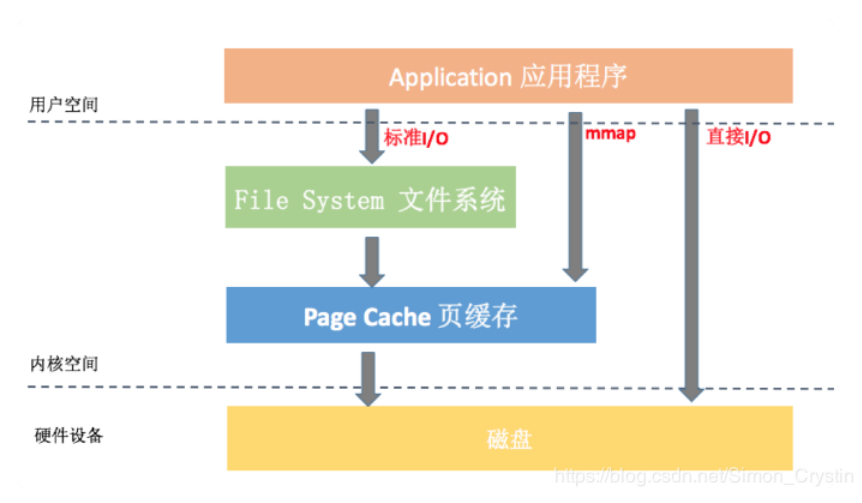 Application 应用程序
用户空间
标准I/O
mmap
直接I/O
File System 文件系统
Page Cache 页缓存
内核空间
硬件设备
磁盘
https://blog.csdn.net/Simon_Crystin